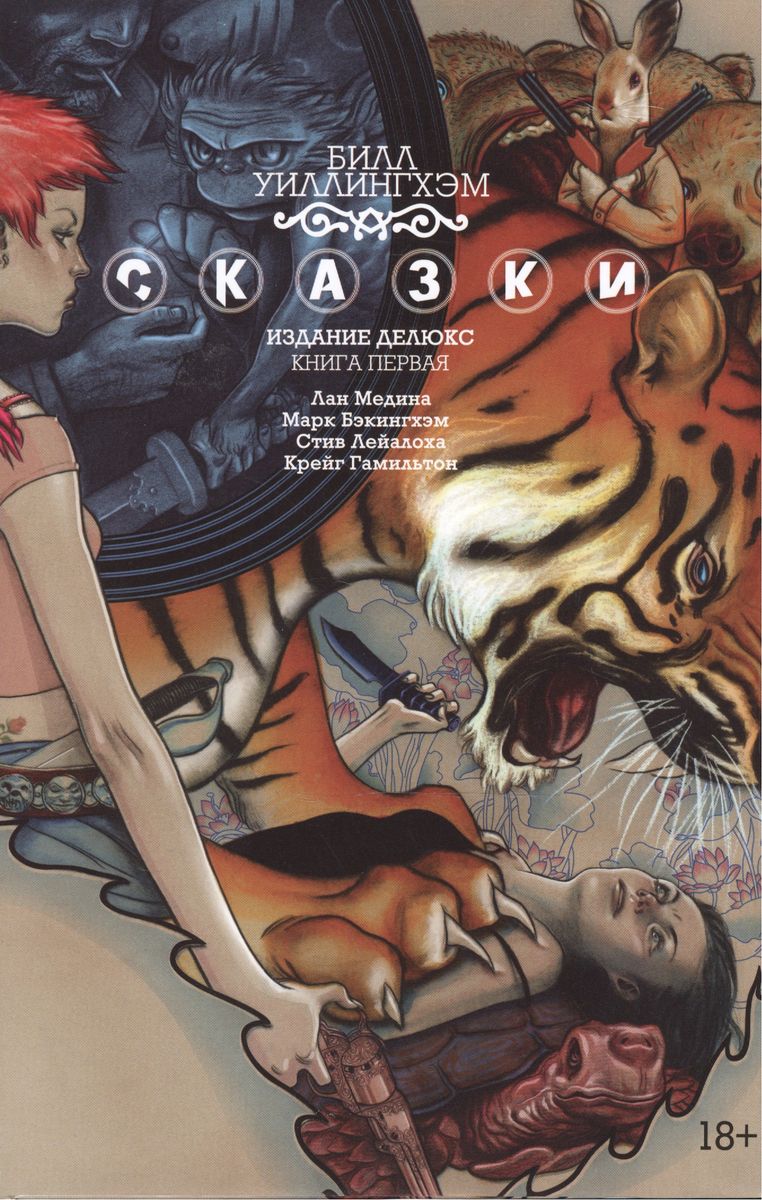 БИЛЛ
УИЛЛИНГХЭМ
СКАЗКИ
ИЗДАНИЕ ДЕЛЮКС
КНИГА ПЕРВАЯ
Лан Медина
Марк Бэкингхэм
Стив Лейалоха
Крейг Гамильтон
18+